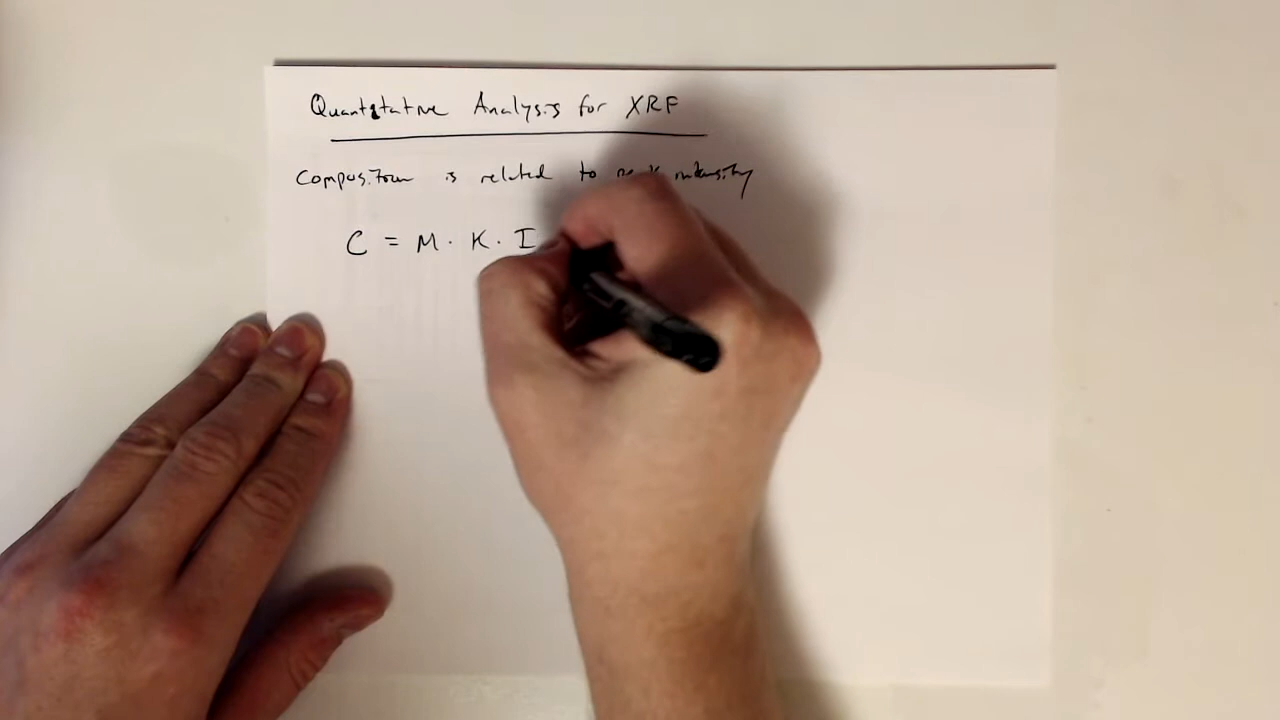 Quantitative Analysis for XRF
Composition is related to peak intensity
C = M · K · I